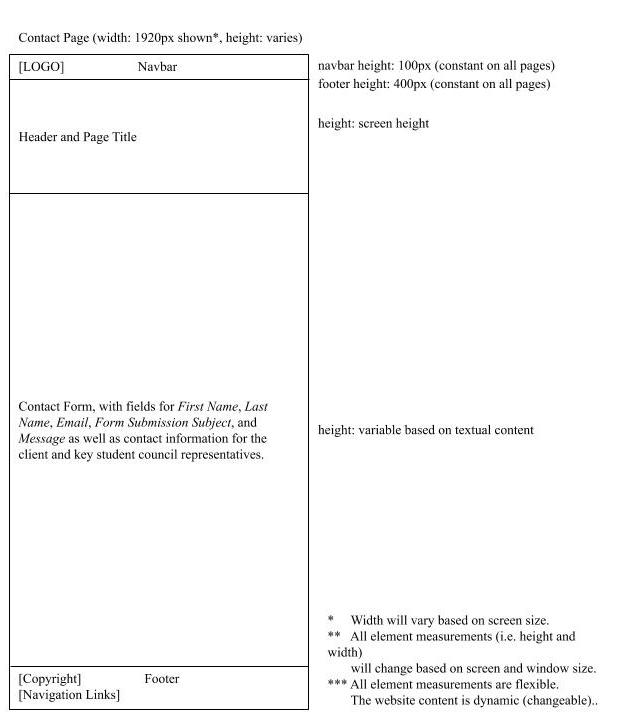 Contact Page (width: 1920px shown*, height: varies)
[LOGO] Navbar
navbar height: 100px (constant on all pages)
footer height: 400px (constant on all pages)
height: screen height
Header and Page Title
Contact Form, with fields for First Name, Last
Name, Email, Form Submission Subject, and
Message as well as contact information for the
client and key student council representatives.
height: variable based on textual content
* Width will vary based on screen size.
** All element measurements (i.e. height and
width)
will change based on screen and window size.
*** All element measurements are flexible.
The website content is dynamic (changeable)..
[Copyright] Footer
[Navigation Links]